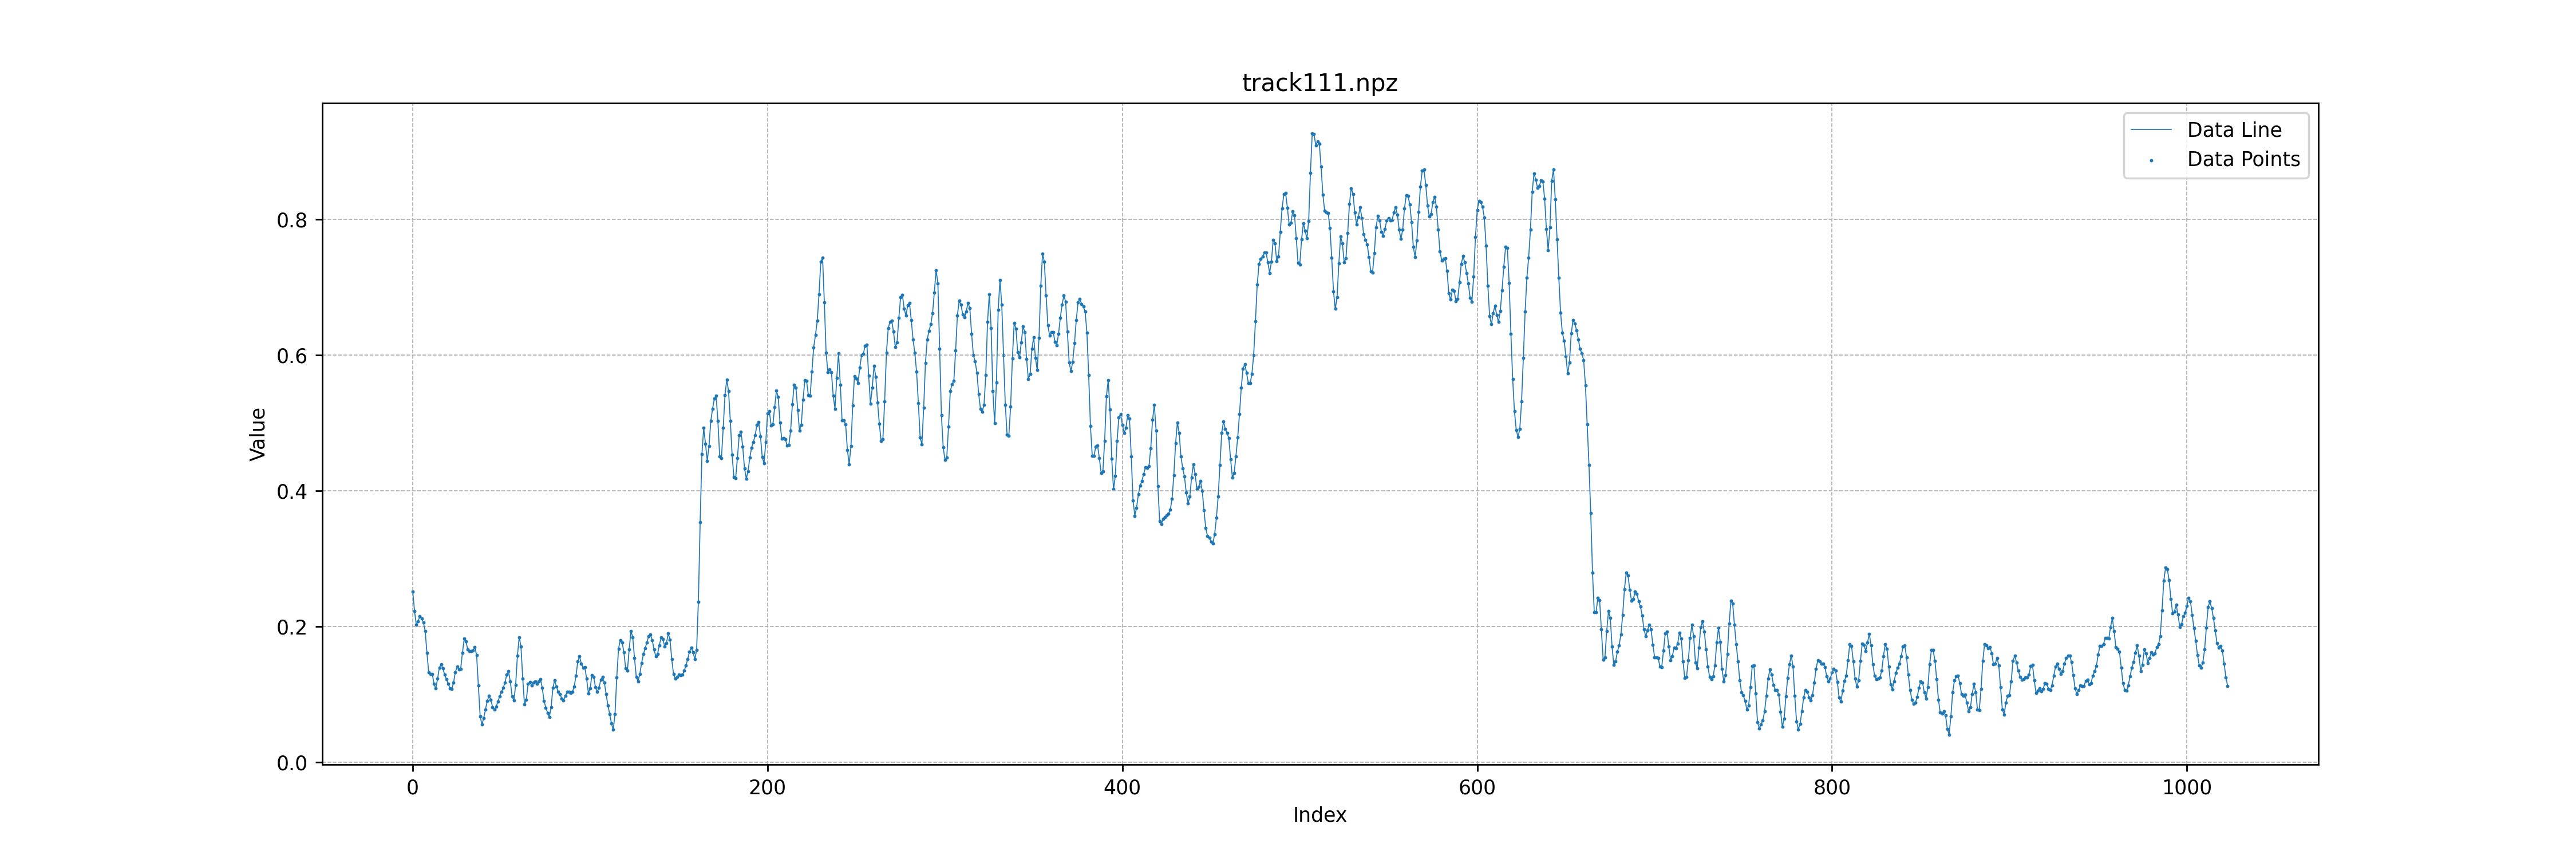 track111.npz
Data Line
Data Points
Value
0.8
0.6
0.4
0.2
0.0
0 200 400 600 800 1000
Index